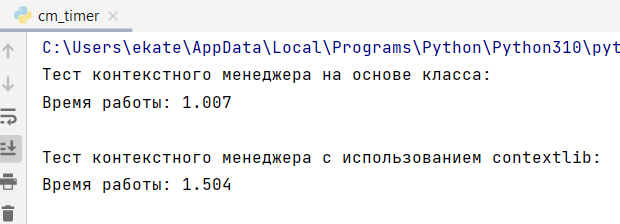 cm_timer
C:\Users\ekate\AppData\Local\Programs\Python\Python310\pyt
Тест контекстного менеджера на основе класса:
Время работы: 1.007
Тест контекстного менеджера с использованием contextlib:
Время работы: 1.504